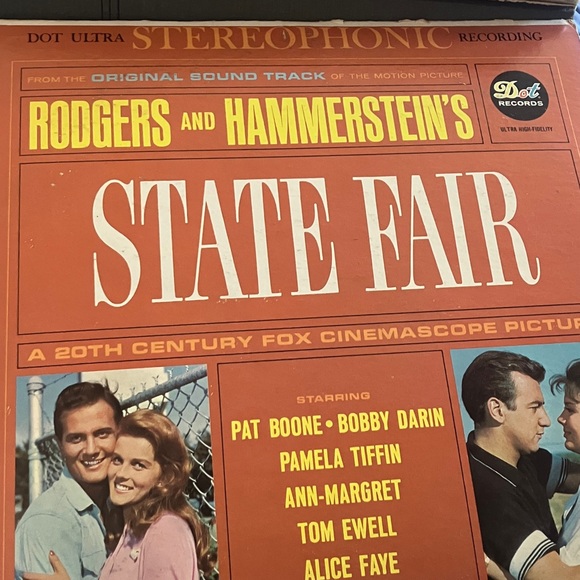 DOT ULTRA STEREOPHONIC RECORDING
FROM THE ORIGINAL SOUND TRACK OF THE MOTION PICTURE
Dot
RECORDS
ULTRA HIGH-FIDELITY
RODGERS AND HAMMERSTEIN'S
STATE FAIR
A 20TH CENTURY FOX CINEMASCOPE PICTUR
STARRING
PAT BOONE • BOBBY DARIN
PAMELA TIFFIN
ANN-MARGRET
TOM EWELL
ALICE FAYE